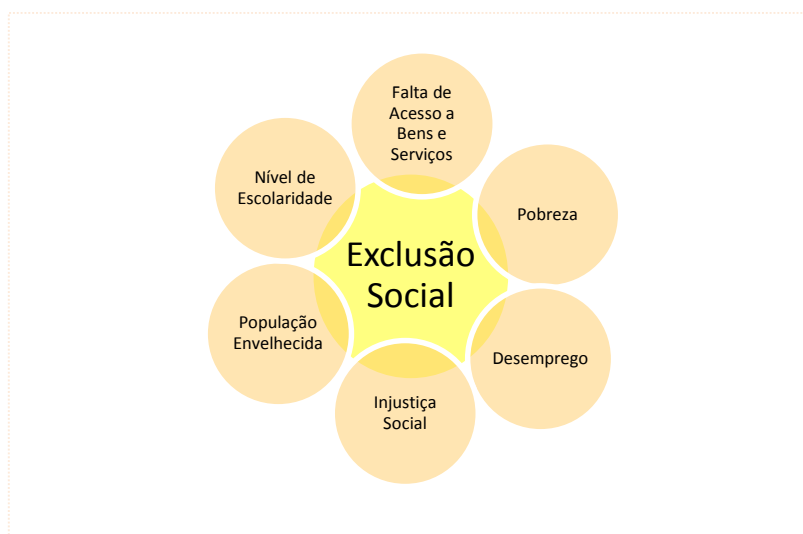 Falta de
Acesso a
Bens e
Serviços
Nível de
Escolaridade
Pobreza
Exclusão
Social
População
Envelhecida
Desemprego
Injustiça
Social